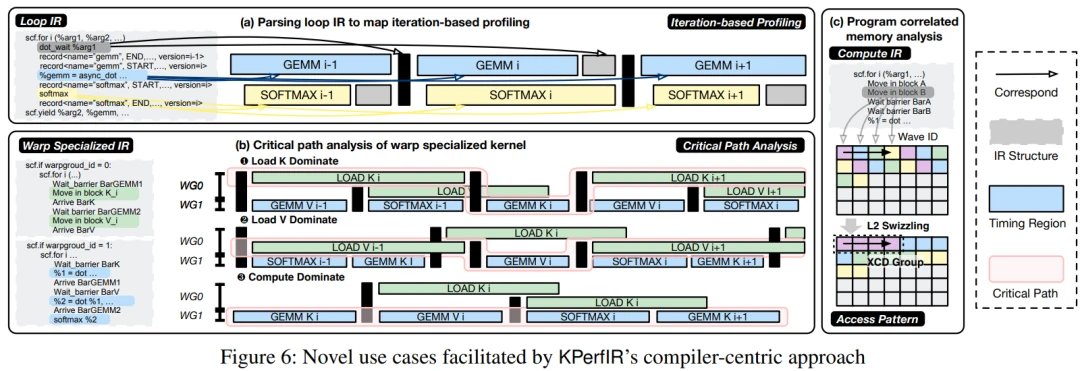 Loop IR
(a) Parsing loop IR to map iteration-based profiling
Iteration-based Profiling
scf.for i (%arg1, %arg2, ...)
dot_wait %arg1
record<name="gemm", END,..., version=i-1>
record<name="gemm", START,..., version=i>
%gemm = async_dot ...
record<name="softmax", START,..., version=i>
softmax
record<name="softmax", END,..., version=i>
scf.yield %arg2, %gemm, ...
GEMM i-1
GEMM i
GEMM i+1
SOFTMAX i-1
SOFTMAX i
SOFTMAX i+1
Warp Specialized IR
(b) Critical path analysis of warp specialized kernel
Critical Path Analysis
scf.if warpgroud_id = 0:
scf.for i (...)
Wait_barrier BarGEMM1
Move in block K_i
Arrive BarK
Wait barrier BarGEMM2
Move in block V_i
Arrive BarV
scf.if warpgroud_id = 1:
scf.for i ...
Wait_barrier BarK
%1 = dot ...
Arrive BarGEMM1
Wait_barrier BarV
%2 = dot %1, ...
Arrive BarGEMM2
softmax %2
❶ Load K Dominate
WG0
WG1
LOAD K i
LOAD K i+1
LOAD V
LOAD V i+1
GEMM V i-1
SOFTMAX i-1
GEMM K i
GEMM V i
SOFTMAX i
❷ Load V Dominate
WG0
WG1
LOAD K i
LOAD V i-1
LOAD V i+1
SOFTMAX i-1
GEMM K I
GEMM V i
SOFTMAX i
GEMM K i+1
❸ Compute Dominate
WG0
WG1
LOAD K i
LOAD K i
GEMM K i
GEMM V i
SOFTMAX i
GEMM K i+1
(c) Program correlated
memory analysis
Compute IR
scf.for i (%arg1, ...)
Move in block A
Move in block B
Wait barrier BarA
Wait barrier BarB
%1 = dot ...
Wave ID
L2 Swizzling
XCD Group
Access Pattern
Correspond
IR Structure
Timing Region
Critical Path
Figure 6: Novel use cases facilitated by KPerfIR's compiler-centric approach